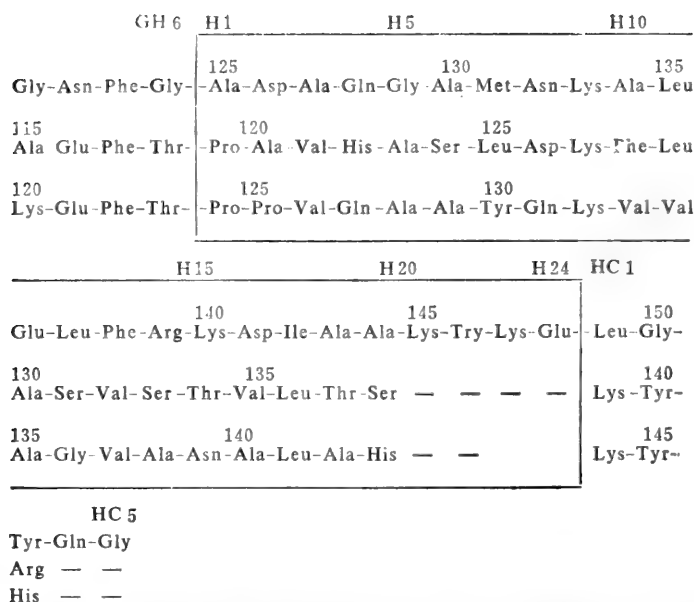 GH 6 H1 H5 H10
125 130 135
Gly-Asn-Phe-Gly- -Ala-Asp-Ala-Gln-Gly Ala-Met-Asn-Lys-Ala-Leu
115 120 125
Ala Glu-Phe-Thr- -Pro-Ala Val-His-Ala-Ser Leu-Asp-Lys-Phe-Leu
120 125 130
Lys-Glu-Phe-Thr- -Pro-Pro-Val-Gln-Ala-Ala-Tyr-Gln-Lys-Val-Val
H15 H20 H24 HC 1
140 145 150
Glu-Leu-Phe-Arg-Lys-Asp-Ile-Ala-Ala-Lys-Try-Lys-Glu- Leu-Gly-
130 135 140
Ala-Ser-Val-Ser-Thr-Val-Leu-Thr-Ser — — — — Lys-Tyr-
135 140 145
Ala-Gly-Val-Ala-Asn-Ala-Leu-Ala-His — — Lys-Tyr-
HC 5
Tyr-Gln-Gly
Arg — —
His — —